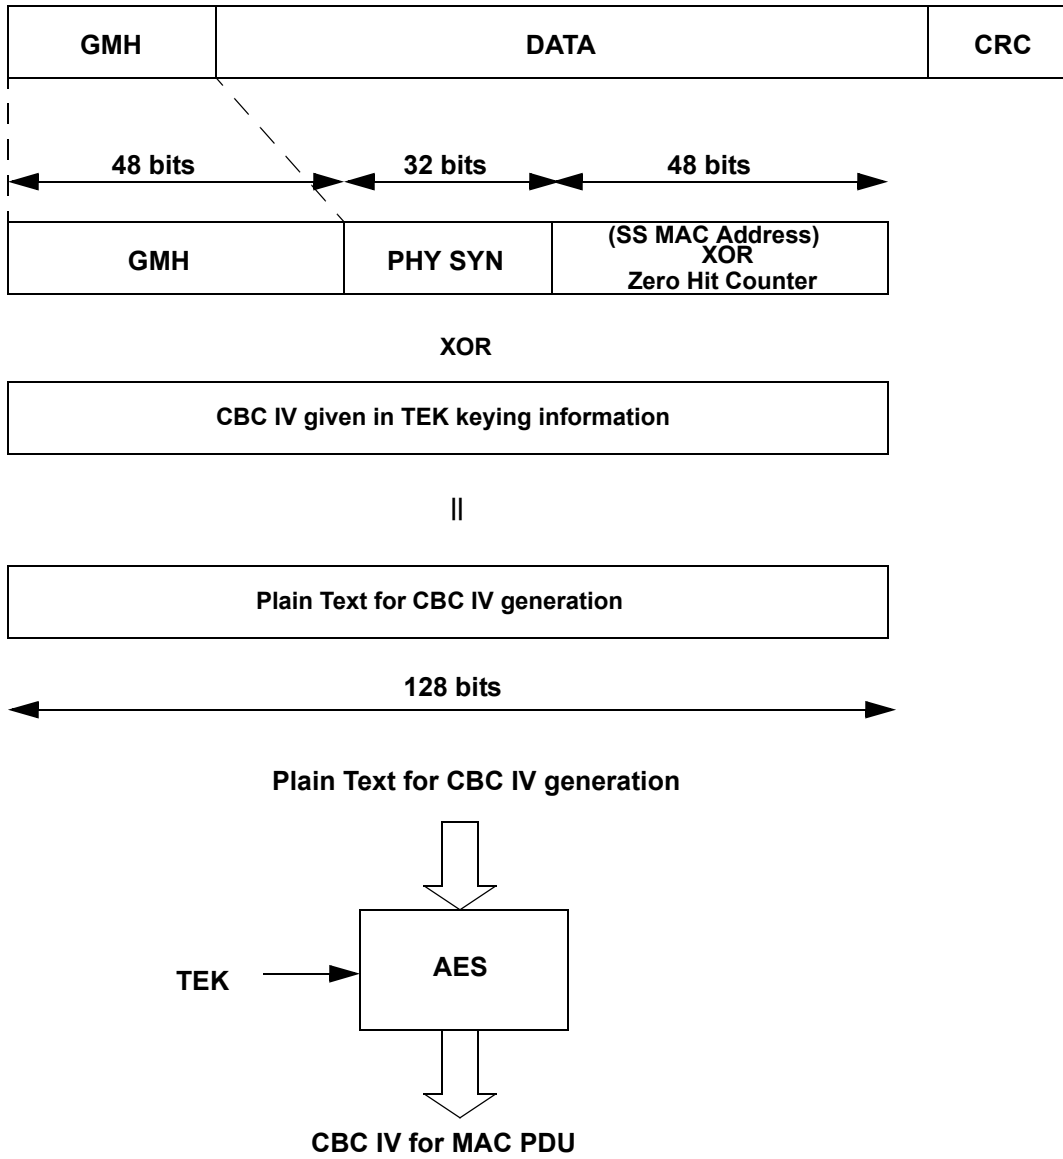 GMH DATA CRC
48 bits 32 bits 48 bits
GMH PHY SYN (SS MAC Address)
XOR
Zero Hit Counter
XOR
CBC IV given in TEK keying information
||
Plain Text for CBC IV generation
128 bits
Plain Text for CBC IV generation
TEK AES
CBC IV for MAC PDU